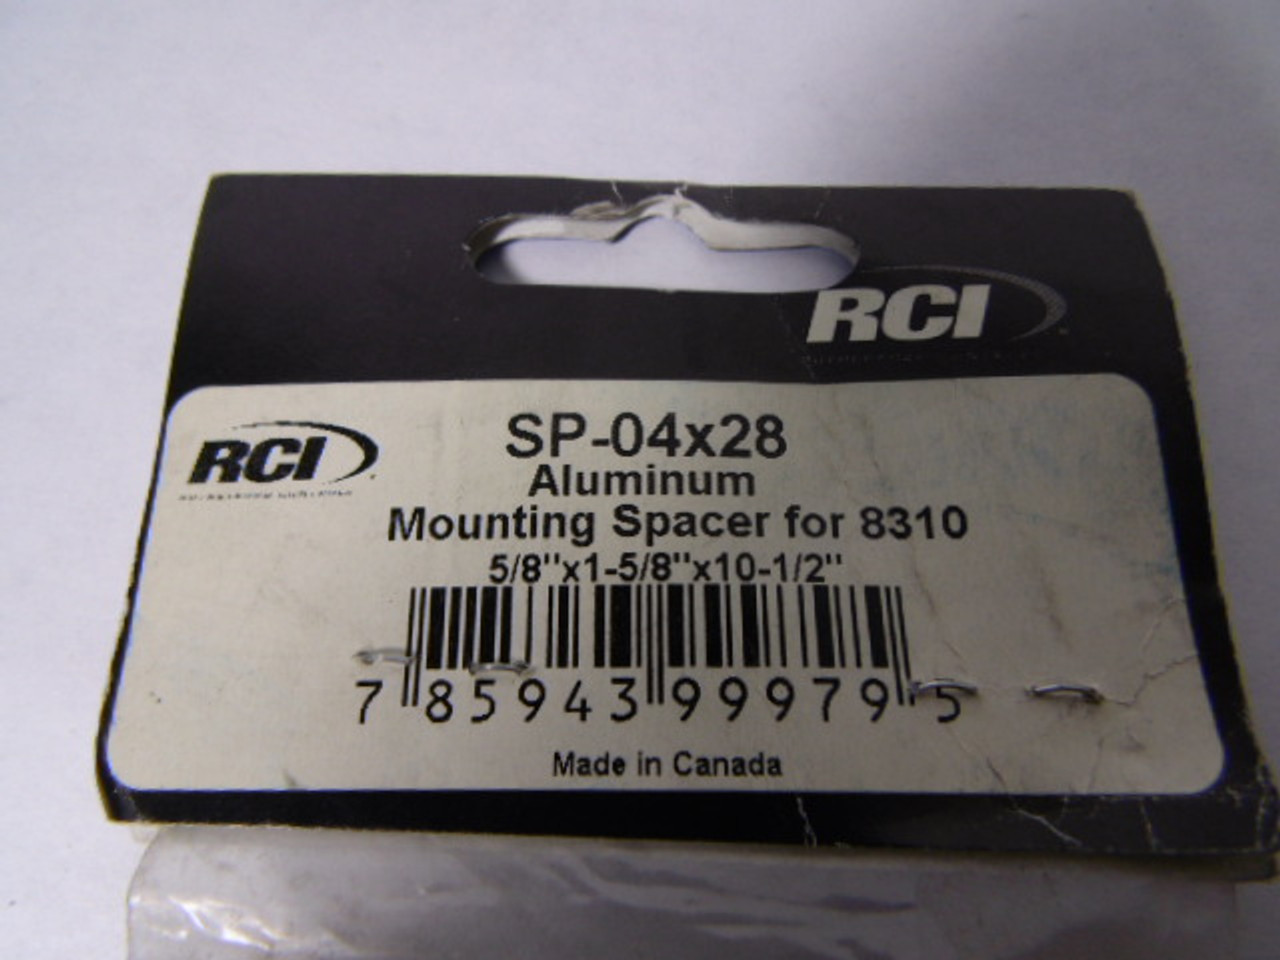 RCI
RCI
SP-04x28
Aluminum
Mounting Spacer for 8310
5/8"x1-5/8"x10-1/2"
7 85943 99979 5
Made in Canada